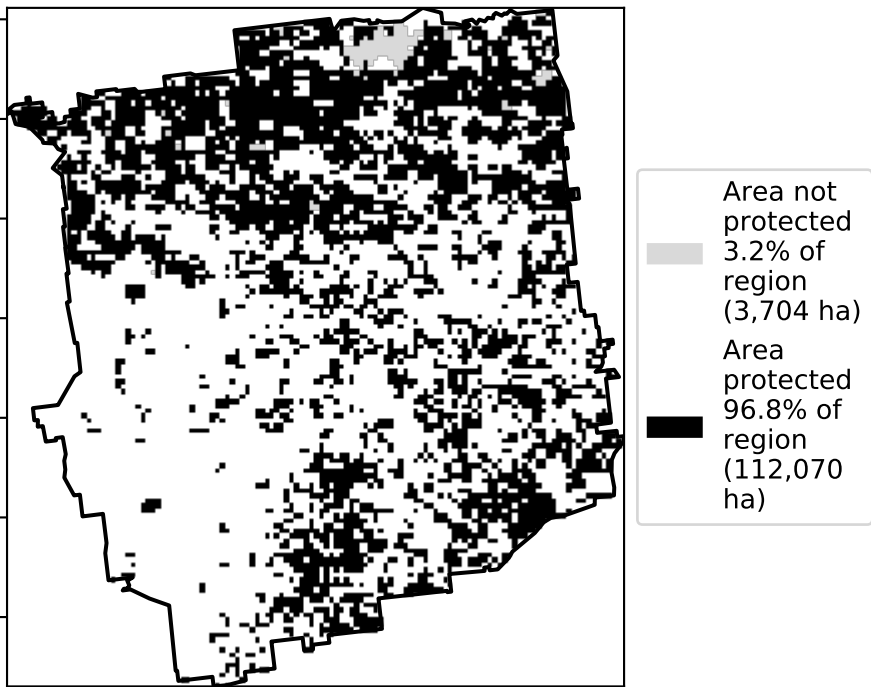 Area not
protected
3.2% of
region
(3,704 ha)
Area
protected
96.8% of
region
(112,070
ha)